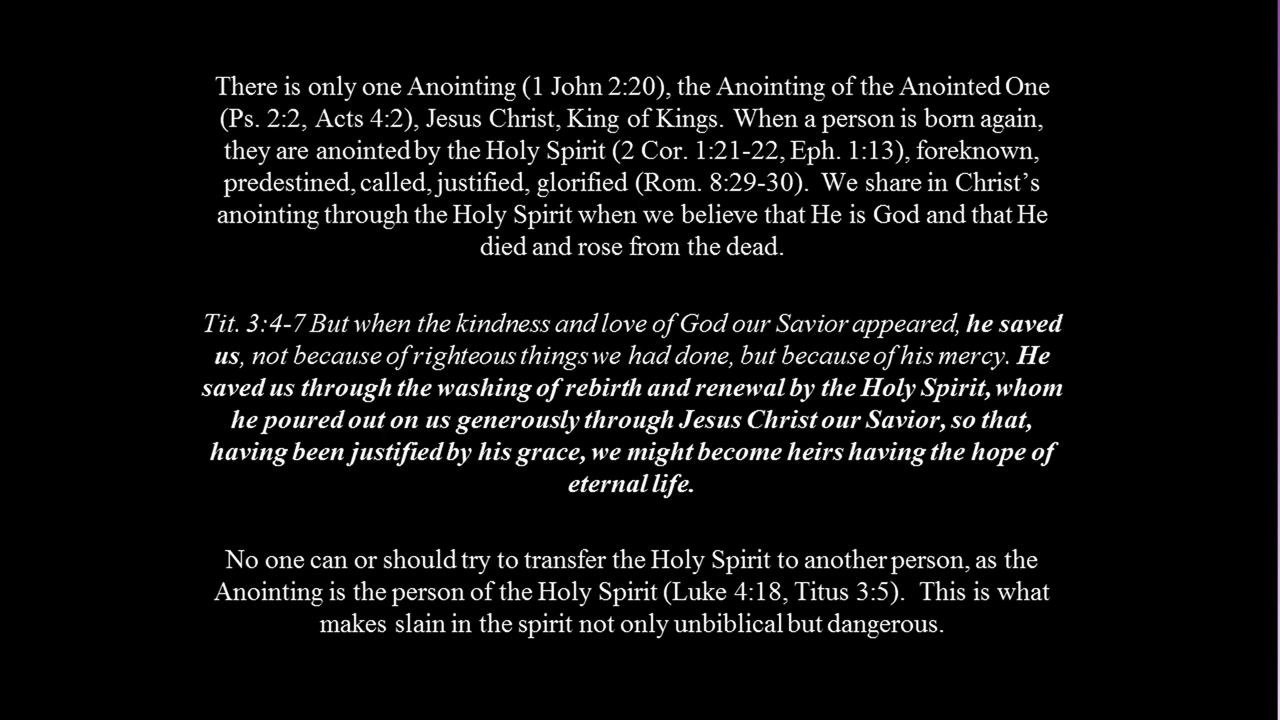 There is only one Anointing (1 John 2:20), the Anointing of the Anointed One
(Ps. 2:2, Acts 4:2), Jesus Christ, King of Kings.  When a person is born again,
they are anointed by the Holy Spirit (2 Cor. 1:21-22, Eph. 1:13), foreknown,
predestined, called, justified, glorified (Rom. 8:29-30).  We share in Christ’s
anointing through the Holy Spirit when we believe that He is God and that He
died and rose from the dead.
Tit. 3:4-7 But when the kindness and love of God our Savior appeared, he saved
us, not because of righteous things we had done, but because of his mercy. He
saved us through the washing of rebirth and renewal by the Holy Spirit, whom
he poured out on us generously through Jesus Christ our Savior, so that,
having been justified by his grace, we might become heirs having the hope of
eternal life.
No one can or should try to transfer the Holy Spirit to another person, as the
Anointing is the person of the Holy Spirit (Luke 4:18, Titus 3:5).  This is what
makes slain in the spirit not only unbiblical but dangerous.